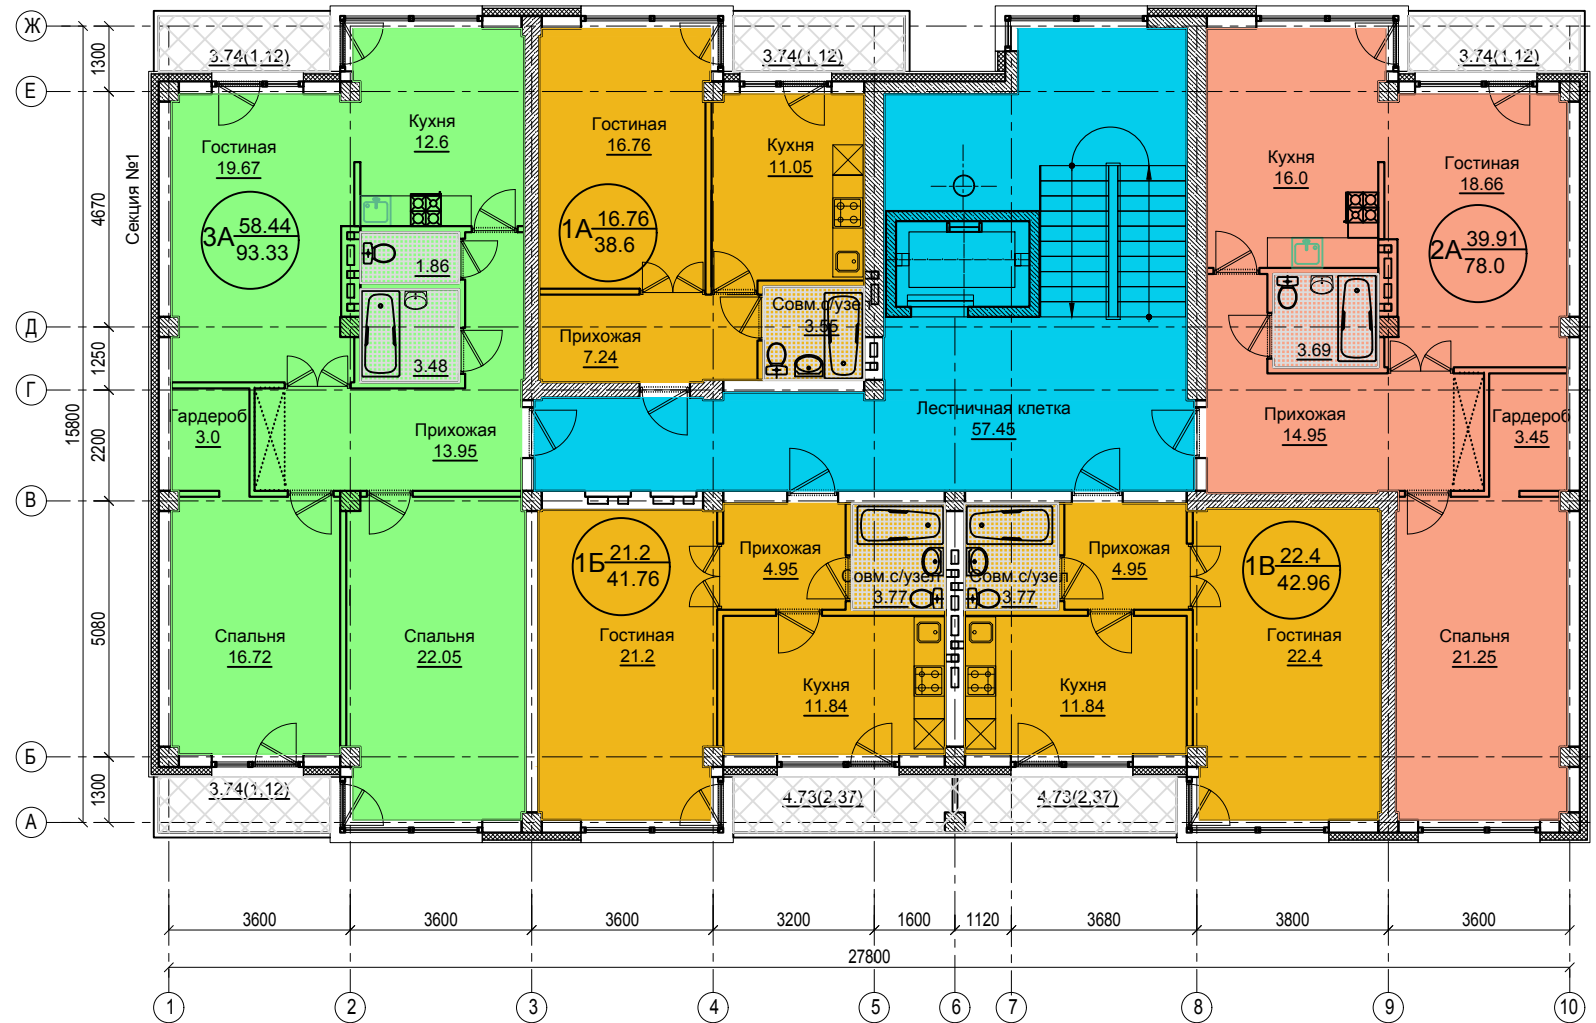 Ж
Е
Д
Г
В
Б
А
1300
4670
1250
2200
5080
1300
15800
Секция №1
3.74(1,12)
3.74(1,12)
3.74(1,12)
Гостиная
19.67
Кухня
12.6
3А 58.44
93.33
1.86
3.48
Гардероб
3.0
Прихожая
13.95
Спальня
16.72
Спальня
22.05
3.74(1,12)
Гостиная
16.76
Кухня
11.05
1А 16.76
38.6
Совм.с/узел
3.55
Прихожая
7.24
Лестничная клетка
57.45
Кухня
16.0
Гостиная
18.66
2А 39.91
78.0
3.69
Прихожая
14.95
Гардероб
3.45
Спальня
21.25
1Б 21.2
41.76
Гостиная
21.2
Прихожая
4.95
Совм.с/узел
3.77
Кухня
11.84
4.73(2,37)
Совм.с/узел
3.77
Прихожая
4.95
Кухня
11.84
4.73(2,37)
1В 22.4
42.96
Гостиная
22.4
3600
3600
3600
3200
1600
1120
3680
3800
3600
27800
1
2
3
4
5
6
7
8
9
10